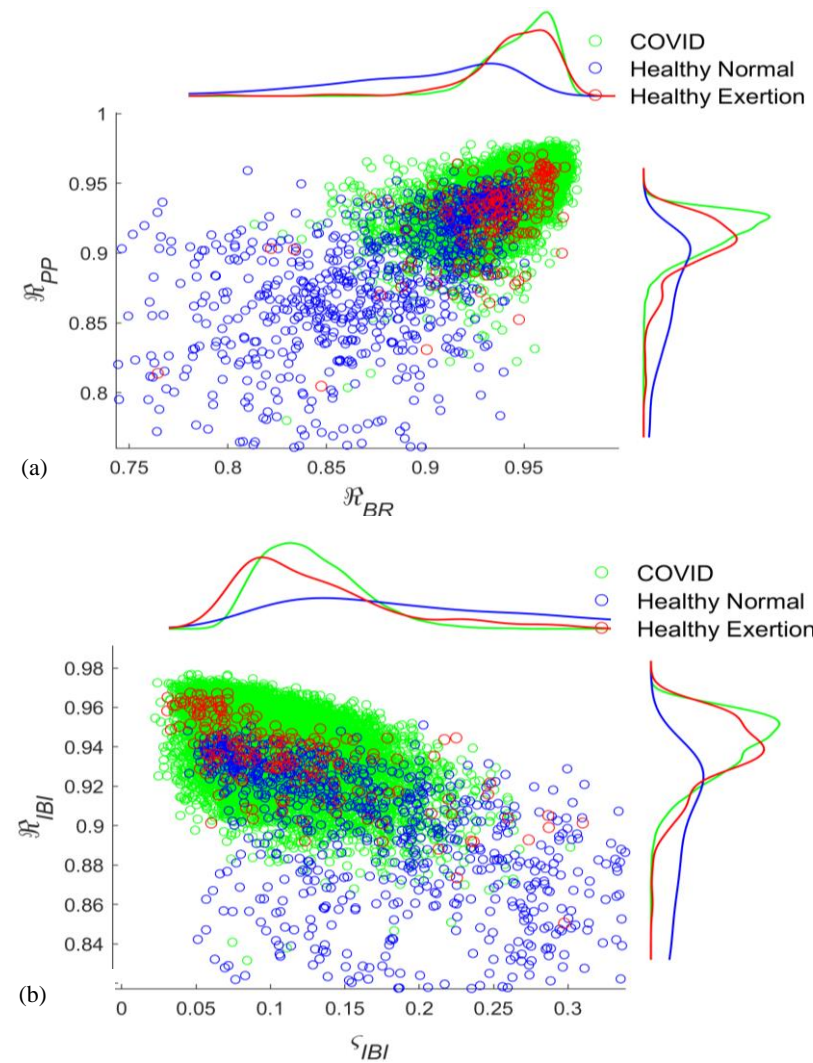 COVID
Healthy Normal
Healthy Exertion
1
0.95
0.9
0.85
0.8
ℜPP
(a)
0.75 0.8 0.85 0.9 0.95
ℜBR
COVID
Healthy Normal
Healthy Exertion
0.98
0.96
0.94
0.92
0.9
0.88
0.86
0.84
ℜIBI
(b)
0 0.05 0.1 0.15 0.2 0.25 0.3
ςIBI